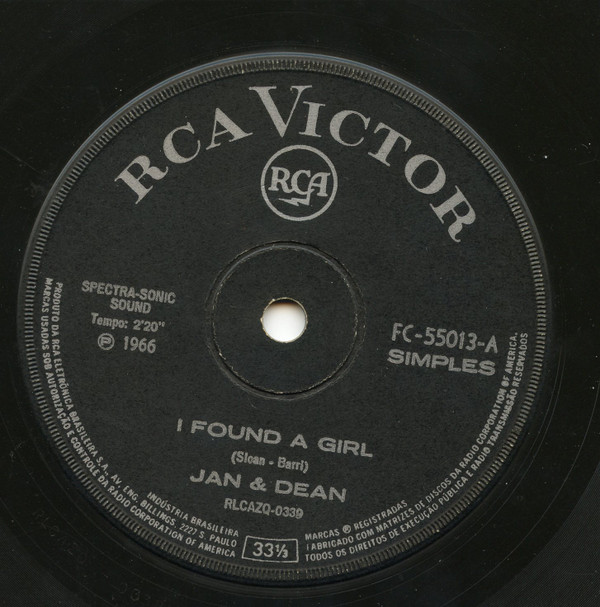 RCA VICTOR
RCA
SPECTRA-SONIC
SOUND
Tempo: 2'20"
Ⓟ 1966
FC-55013-A
SIMPLES
I FOUND A GIRL
(Sloan - Barri)
JAN & DEAN
RLCAZQ-0339
33⅓
PRODUTO DA RCA ELETRÔNICA BRASILEIRA S.A., AV. ENG. BILLINGS, 2227 S. PAULO
INDÚSTRIA BRASILEIRA
MARCAS USADAS SOB AUTORIZAÇÃO E CONTROLE DA RADIO CORPORATION OF AMERICA
MARCAS ® REGISTRADAS
FABRICADO COM MATRIZES DE DISCOS DA RADIO CORPORATION OF AMERICA.
TODOS OS DIREITOS DE EXECUÇÃO PÚBLICA E RADIO TRANSMISSÃO RESERVADOS